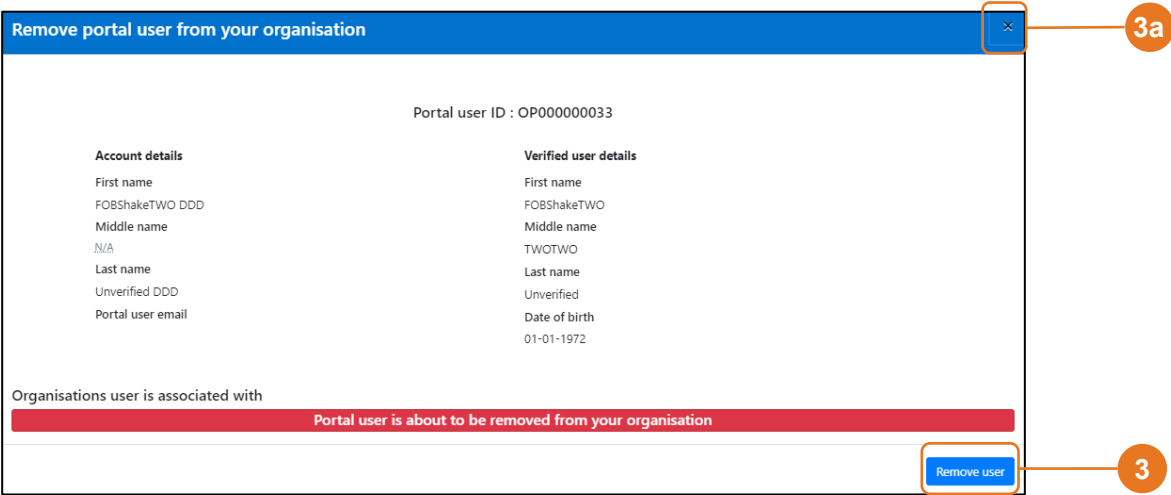 Remove portal user from your organisation
×
3a
Portal user ID : OP000000033
Account details
First name
FOBShakeTWO DDD
Middle name
N/A
Last name
Unverified DDD
Portal user email
Verified user details
First name
FOBShakeTWO
Middle name
TWOTWO
Last name
Unverified
Date of birth
01-01-1972
Organisations user is associated with
Portal user is about to be removed from your organisation
Remove user
3